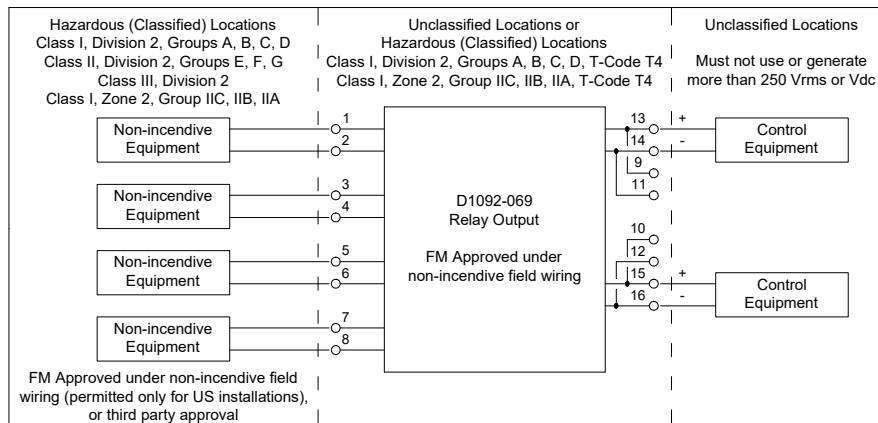 Hazardous (Classified) Locations
Class I, Division 2, Groups A, B, C, D
Class II, Division 2, Groups E, F, G
Class III, Division 2
Class I, Zone 2, Group IIC, IIB, IIA
Unclassified Locations or
Hazardous (Classified) Locations
Class I, Division 2, Groups A, B, C, D, T-Code T4
Class I, Zone 2, Group IIC, IIB, IIA, T-Code T4
Unclassified Locations
Must not use or generate
more than 250 Vrms or Vdc
Non-incendive
Equipment
1
2
Non-incendive
Equipment
3
4
Non-incendive
Equipment
5
6
Non-incendive
Equipment
7
8
FM Approved under non-incendive field
wiring (permitted only for US installations),
or third party approval
D1092-069
Relay Output
FM Approved under
non-incendive field wiring
13
14
9
11
+
-
Control
Equipment
10
12
15
16
+
-
Control
Equipment